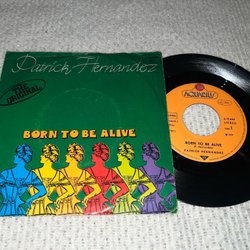 Patrick Hernandez
THE ORIGINAL
BORN TO BE ALIVE
AQUARIUS
BORN TO BE ALIVE
PATRICK HERNANDEZ